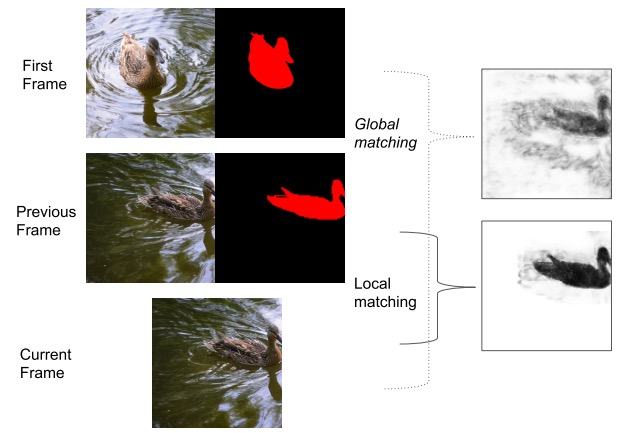 First
Frame
Global
matching
Previous
Frame
Local
matching
Current
Frame